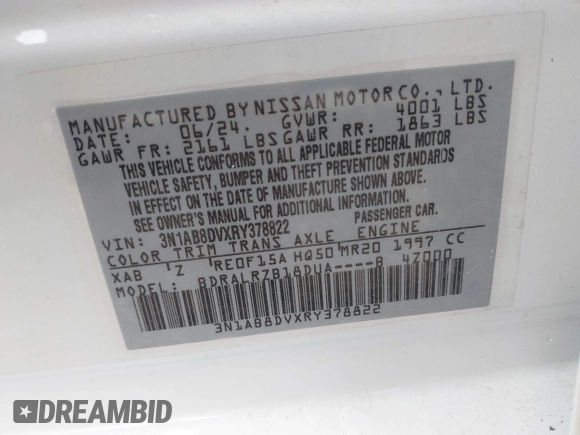 MANUFACTURED BY NISSAN MOTOR CO., LTD.
DATE: 06/24. GVWR: 4001 LBS
GAWR FR: 2161 LBS GAWR RR: 1863 LBS
THIS VEHICLE CONFORMS TO ALL APPLICABLE FEDERAL MOTOR
VEHICLE SAFETY, BUMPER AND THEFT PREVENTION STANDARDS
IN EFFECT ON THE DATE OF MANUFACTURE SHOWN ABOVE.
SEE OWNER'S MANUAL FOR ADDITIONAL INFORMATION.
VIN: 3N1AB8DVXRY378822 PASSENGER CAR.
COLOR TRIM TRANS AXLE ENGINE
XAB Z RE0F15A HQ50 MR20 1997 CC
MODEL: BDRALRZB18DUA----B 4Z000
3N1AB8DVXRY378822
DREAMBID